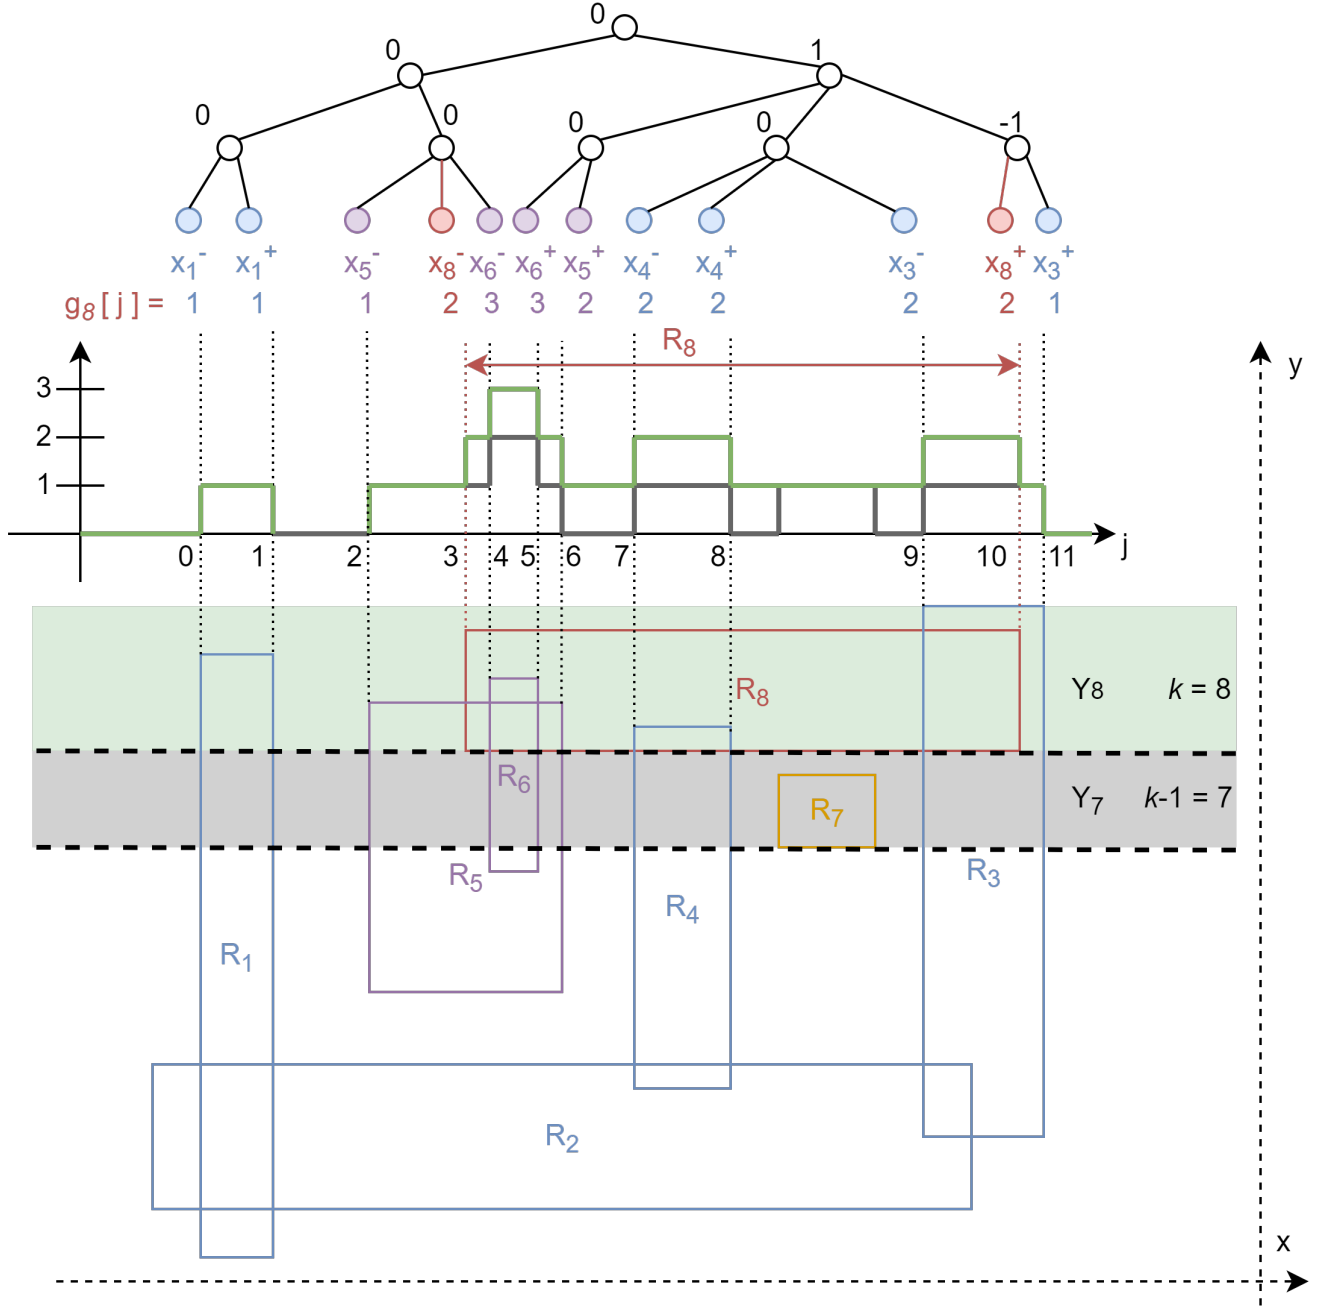 0
0 1
0 0 0 0 -1
x₁⁻ x₁⁺ x₅⁻ x₈⁻ x₆⁻ x₆⁺ x₅⁺ x₄⁻ x₄⁺ x₃⁻ x₈⁺ x₃⁺
g₈[j] = 1 1 1 2 3 3 2 2 2 2 2 1
R₈
y
3
2
1
0 1 2 3 4 5 6 7 8 9 10 11 j
R₈ Y8 k = 8
R₆
R₇ Y₇ k-1 = 7
R₅ R₃
R₄
R₁
R₂
x